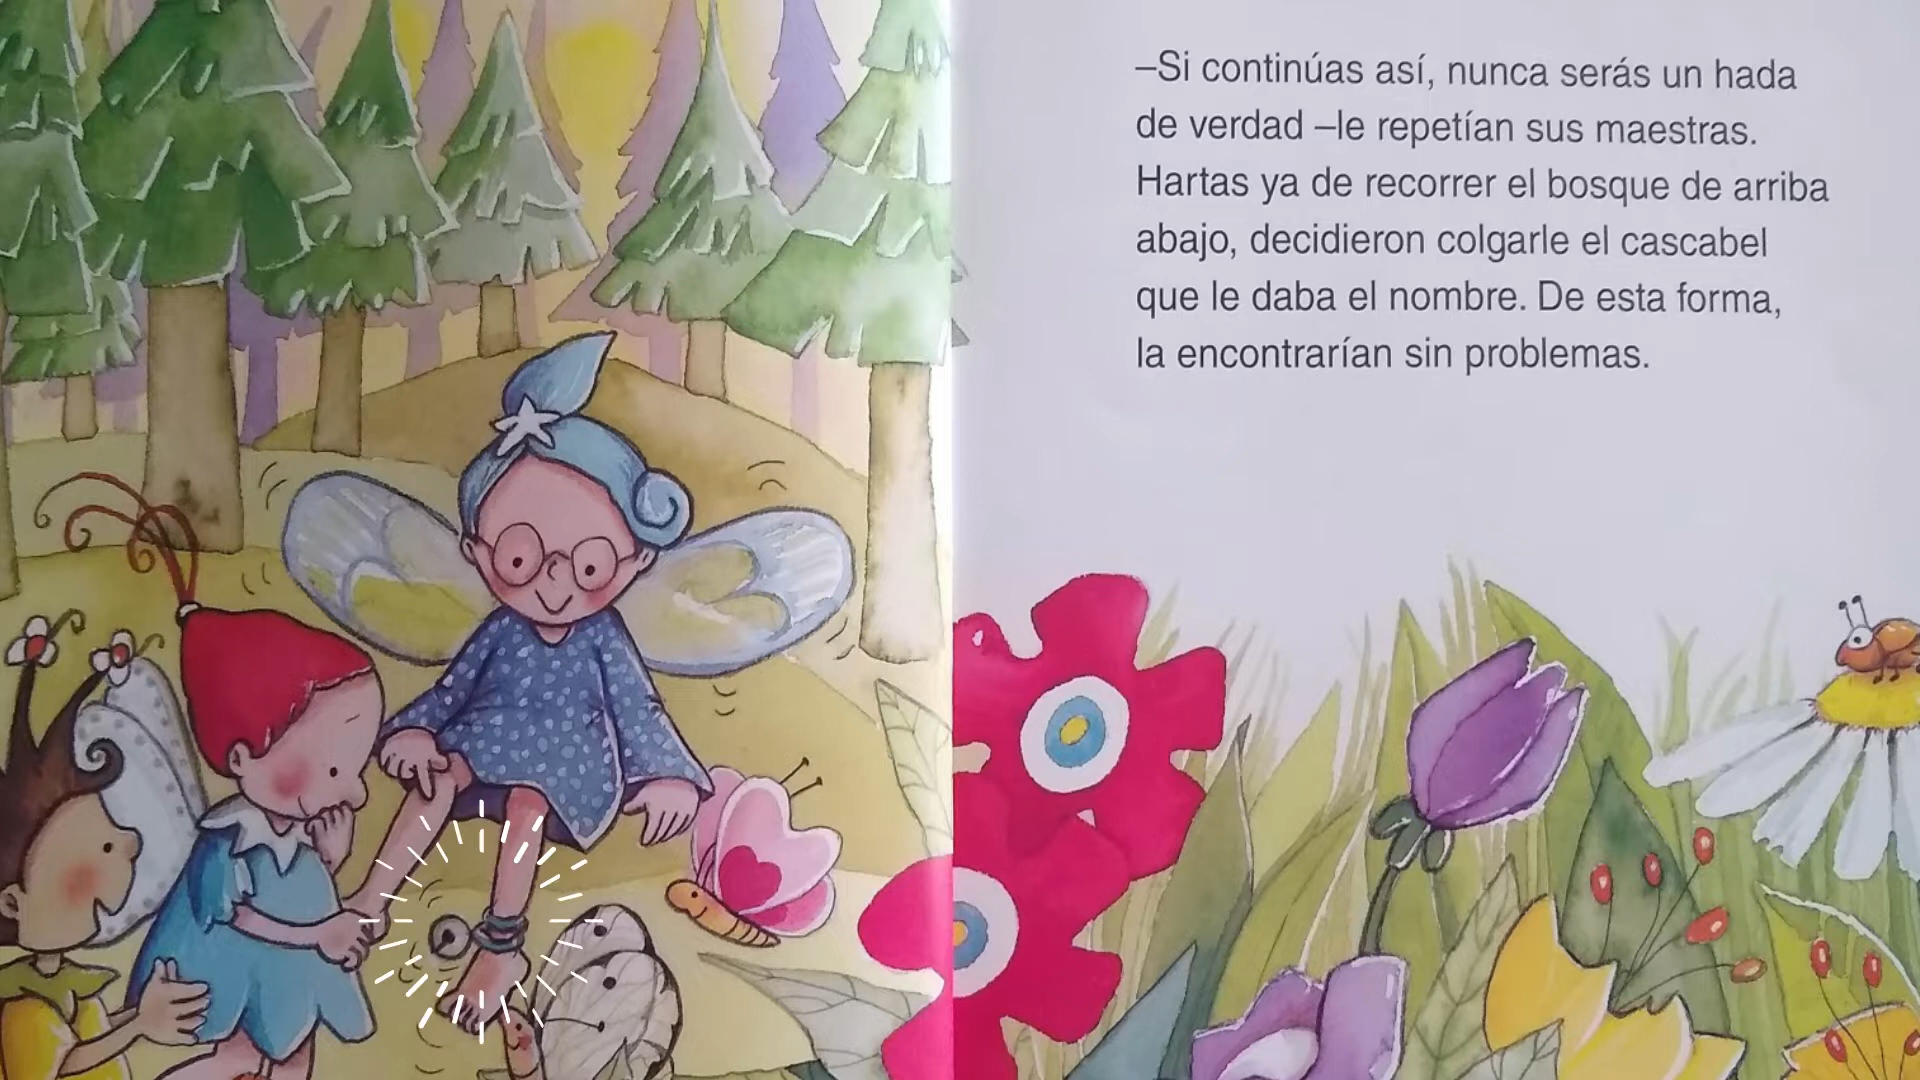 –Si continúas así, nunca serás un hada
de verdad –le repetían sus maestras.
Hartas ya de recorrer el bosque de arriba
abajo, decidieron colgarle el cascabel
que le daba el nombre. De esta forma,
la encontrarían sin problemas.